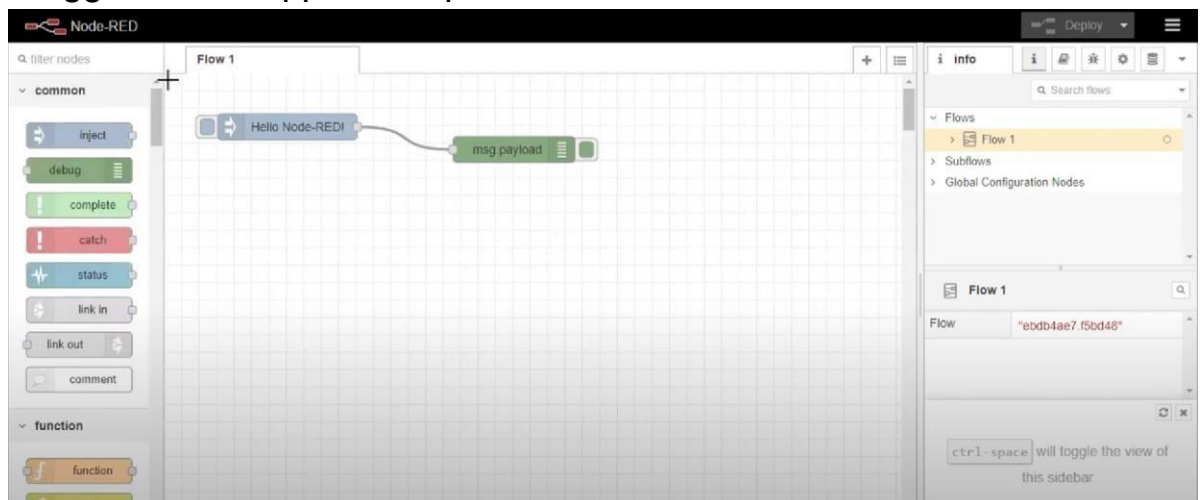 Node-RED
Deploy
filter nodes
Flow 1
i info
Search flows
common
inject
debug
complete
catch
status
link in
link out
comment
function
function
Hello Node-RED!
msg.payload
Flows
Flow 1
Subflows
Global Configuration Nodes
Flow 1
Flow "ebdb4ae7.f5bd48"
ctrl-space will toggle the view of
this sidebar